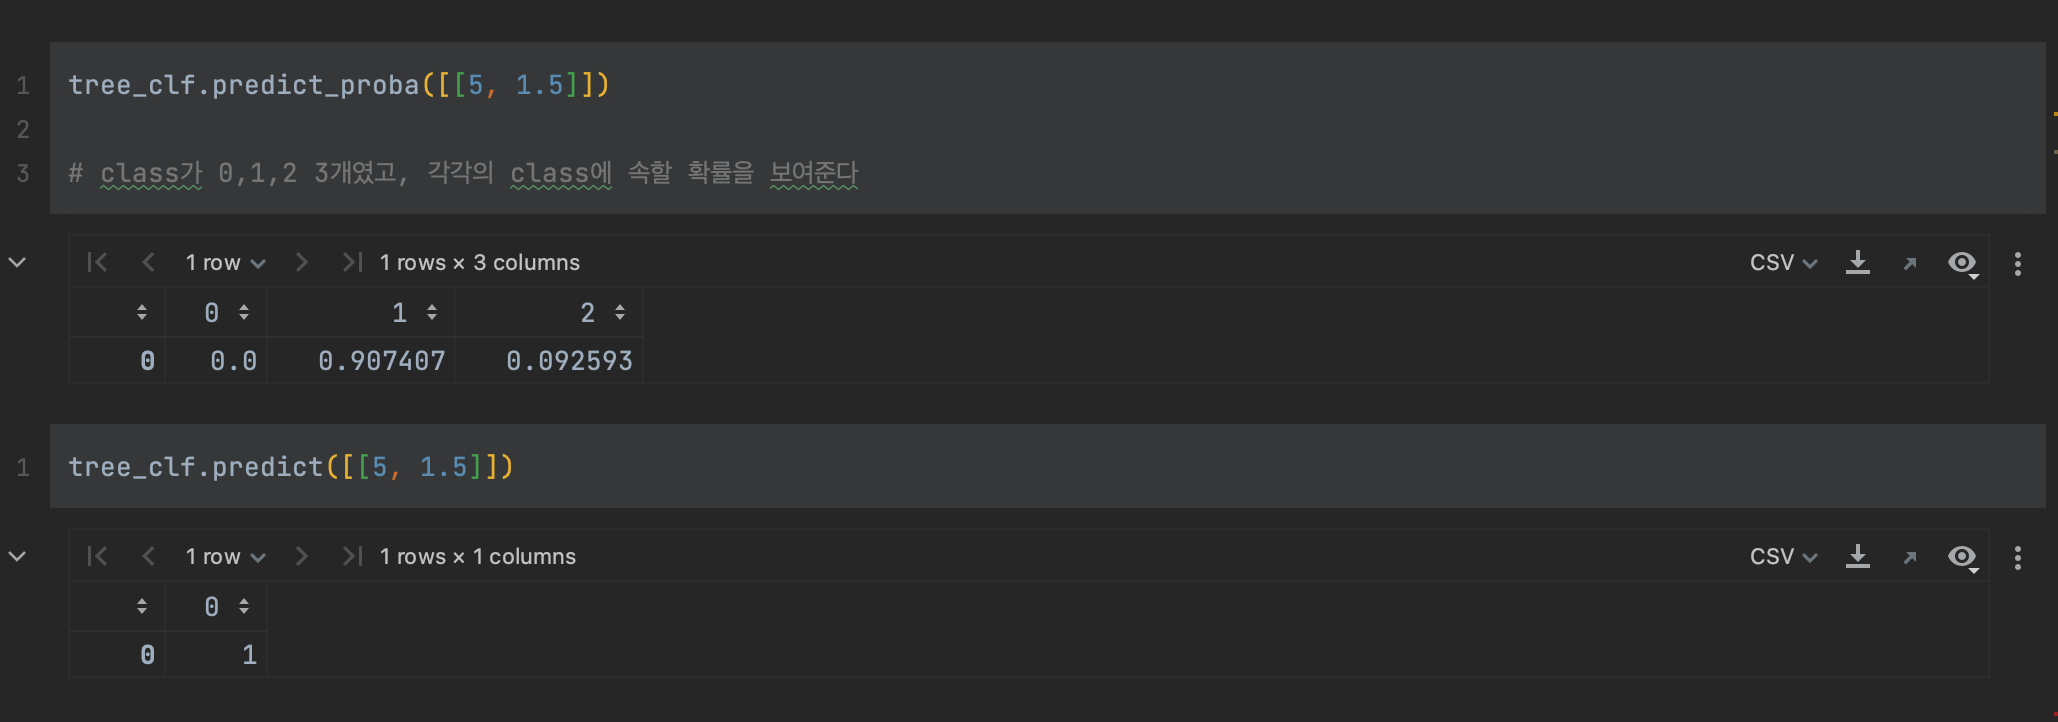 1 tree_clf.predict_proba([[5, 1.5]])
2
3 # class가 0,1,2 3개였고, 각각의 class에 속할 확률을 보여준다
1 row 1 rows × 3 columns CSV
0 1 2
0 0.0 0.907407 0.092593
1 tree_clf.predict([[5, 1.5]])
1 row 1 rows × 1 columns CSV
0
0 1